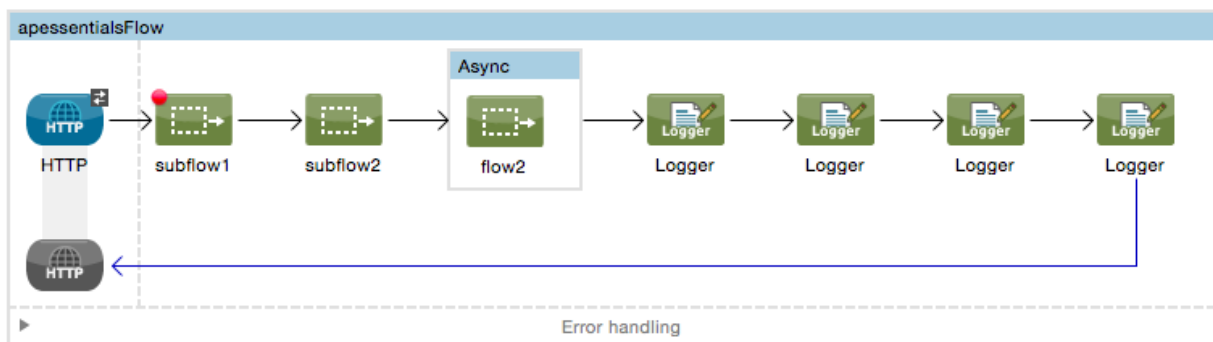 apessentialsFlow
Async
HTTP
Logger
Logger
Logger
Logger
HTTP
subflow1
subflow2
flow2
Logger
Logger
Logger
Logger
HTTP
Error handling